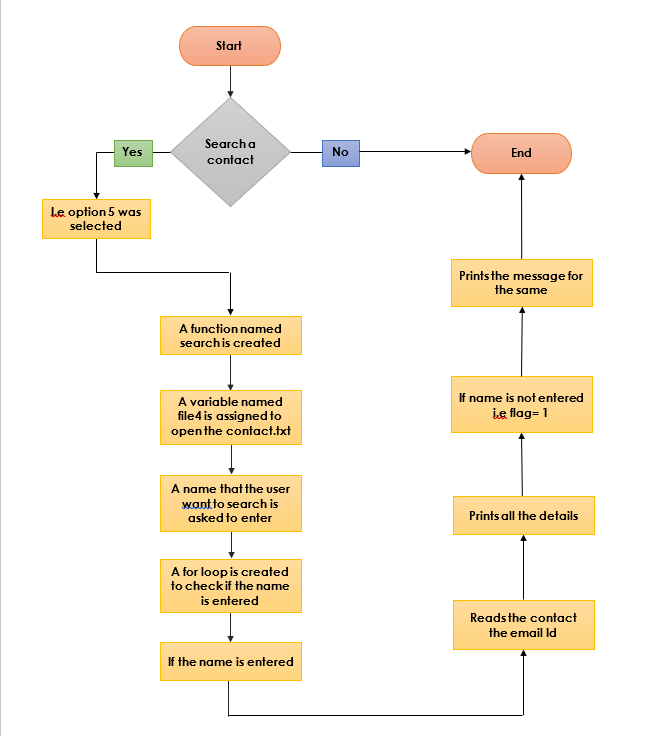 Start
Search a
contact
Yes
No
End
I.e option 5 was
selected
A function named
search is created
A variable named
file4 is assigned to
open the contact.txt
A name that the user
want to search is
asked to enter
A for loop is created
to check if the name
is entered
If the name is entered
Reads the contact
the email Id
Prints all the details
If name is not entered
i.e flag= 1
Prints the message for
the same